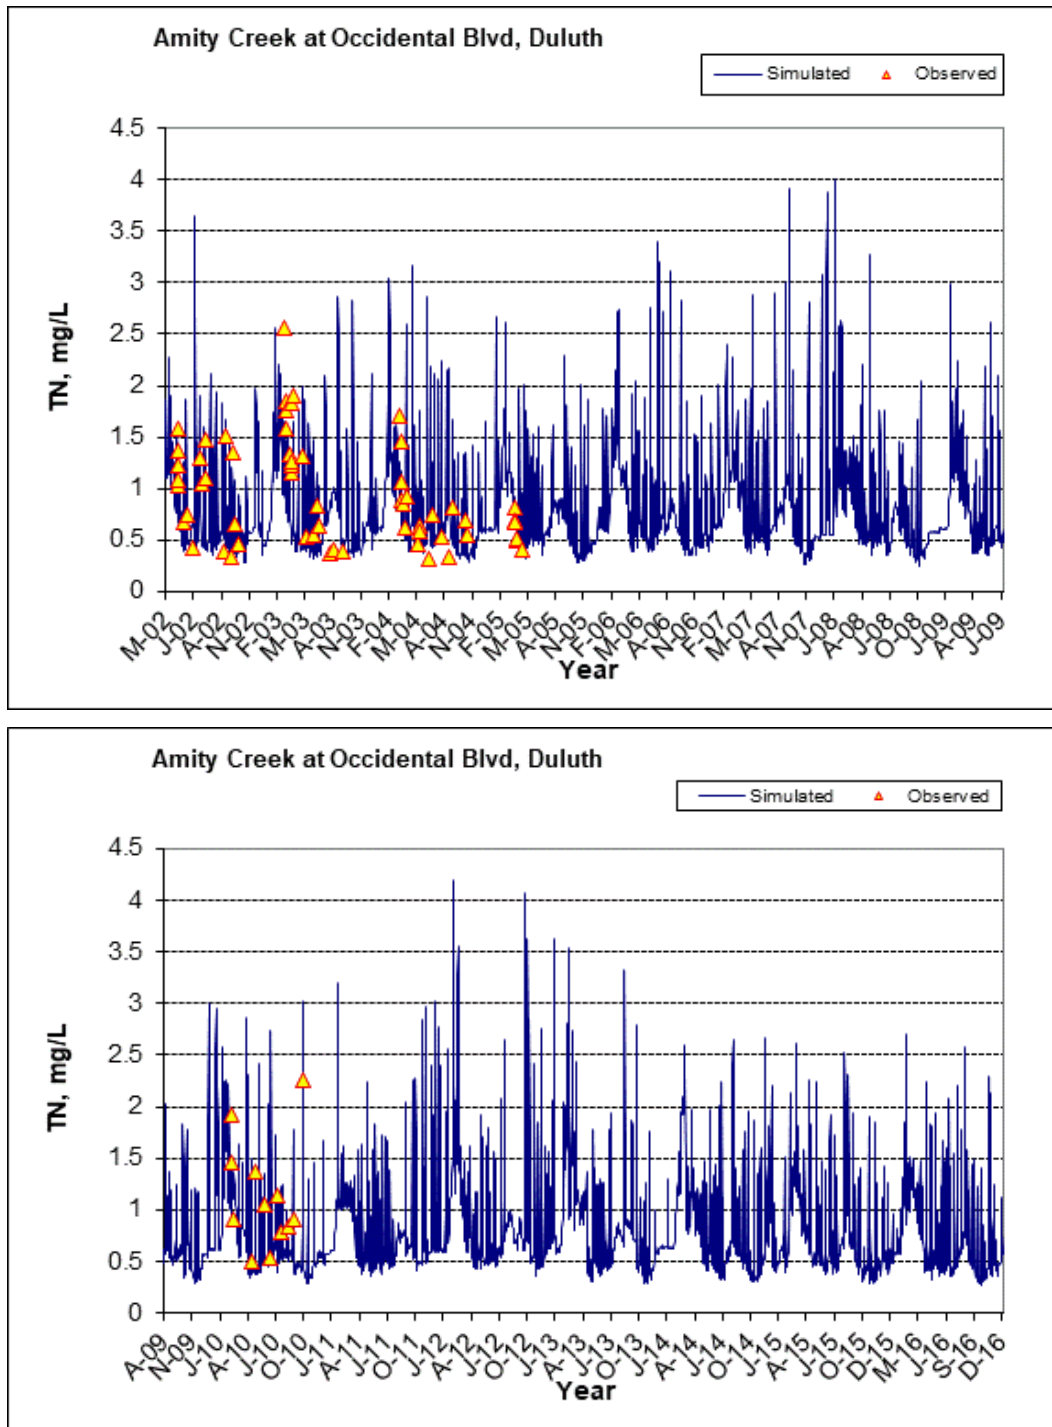 Amity Creek at Occidental Blvd, Duluth
Simulated Observed
4.5
4
3.5
3
2.5
2
1.5
1
0.5
0
TN, mg/L
M-02 J-02 A-02 N-02 F-03 M-03 A-03 N-03 F-04 M-04 A-04 N-04 F-05 M-05 A-05 N-05 F-06 M-06 A-06 N-06 F-07 M-07 A-07 N-07 J-08 A-08 J-08 O-08 J-09 A-09 J-09
Year
Amity Creek at Occidental Blvd, Duluth
Simulated Observed
4.5
4
3.5
3
2.5
2
1.5
1
0.5
0
TN, mg/L
A-09 N-09 J-10 A-10 J-10 O-10 J-11 A-11 J-11 O-11 J-12 A-12 J-12 O-12 J-13 A-13 J-13 O-13 J-14 A-14 J-14 O-14 J-15 A-15 J-15 O-15 D-15 M-16 J-16 S-16 D-16
Year